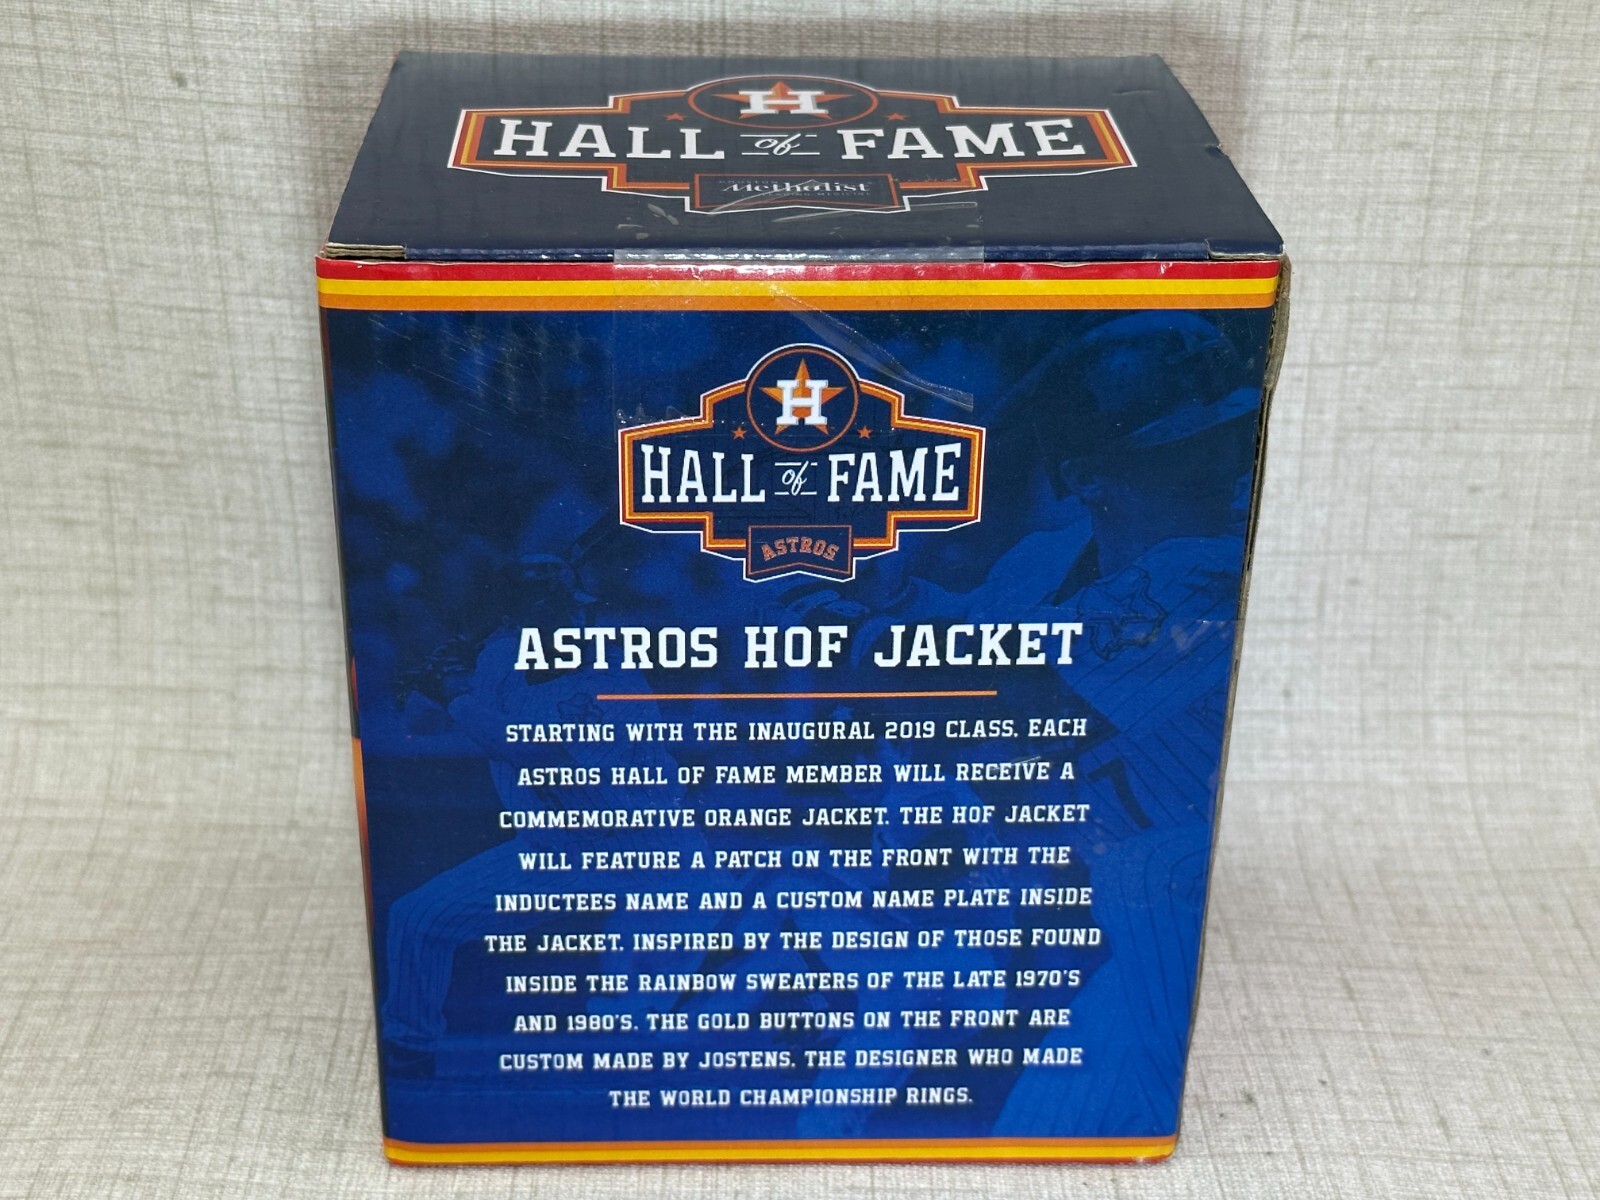 H
HALL of FAME
Methodist
H
HALL of FAME
ASTROS
ASTROS HOF JACKET
STARTING WITH THE INAUGURAL 2019 CLASS, EACH
ASTROS HALL OF FAME MEMBER WILL RECEIVE A
COMMEMORATIVE ORANGE JACKET. THE HOF JACKET
WILL FEATURE A PATCH ON THE FRONT WITH THE
INDUCTEES NAME AND A CUSTOM NAME PLATE INSIDE
THE JACKET, INSPIRED BY THE DESIGN OF THOSE FOUND
INSIDE THE RAINBOW SWEATERS OF THE LATE 1970'S
AND 1980'S. THE GOLD BUTTONS ON THE FRONT ARE
CUSTOM MADE BY JOSTENS, THE DESIGNER WHO MADE
THE WORLD CHAMPIONSHIP RINGS.